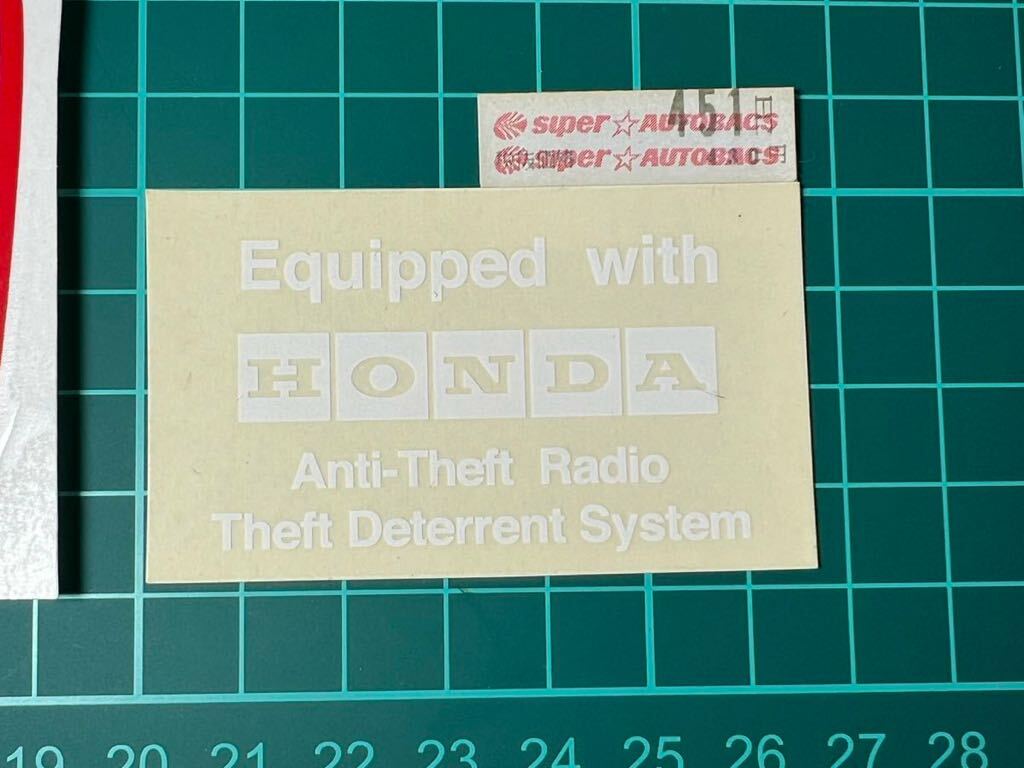 451円
super☆AUTOBACS
super☆AUTOBACS
Equipped with
HONDA
Anti-Theft Radio
Theft Deterrent System
19 20 21 22 23 24 25 26 27 28